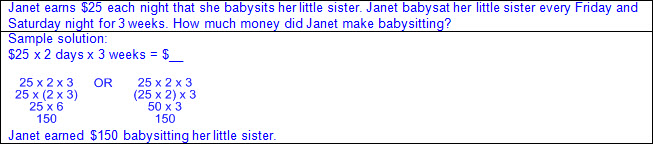 Janet earns $25 each night that she babysits her little sister. Janet babysat her little sister every Friday and
Saturday night for 3 weeks. How much money did Janet make babysitting?
Sample solution:
$25 x 2 days x 3 weeks = $__
25 x 2 x 3 OR 25 x 2 x 3
25 x (2 x 3) (25 x 2) x 3
25 x 6 50 x 3
150 150
Janet earned $150 babysitting her little sister.